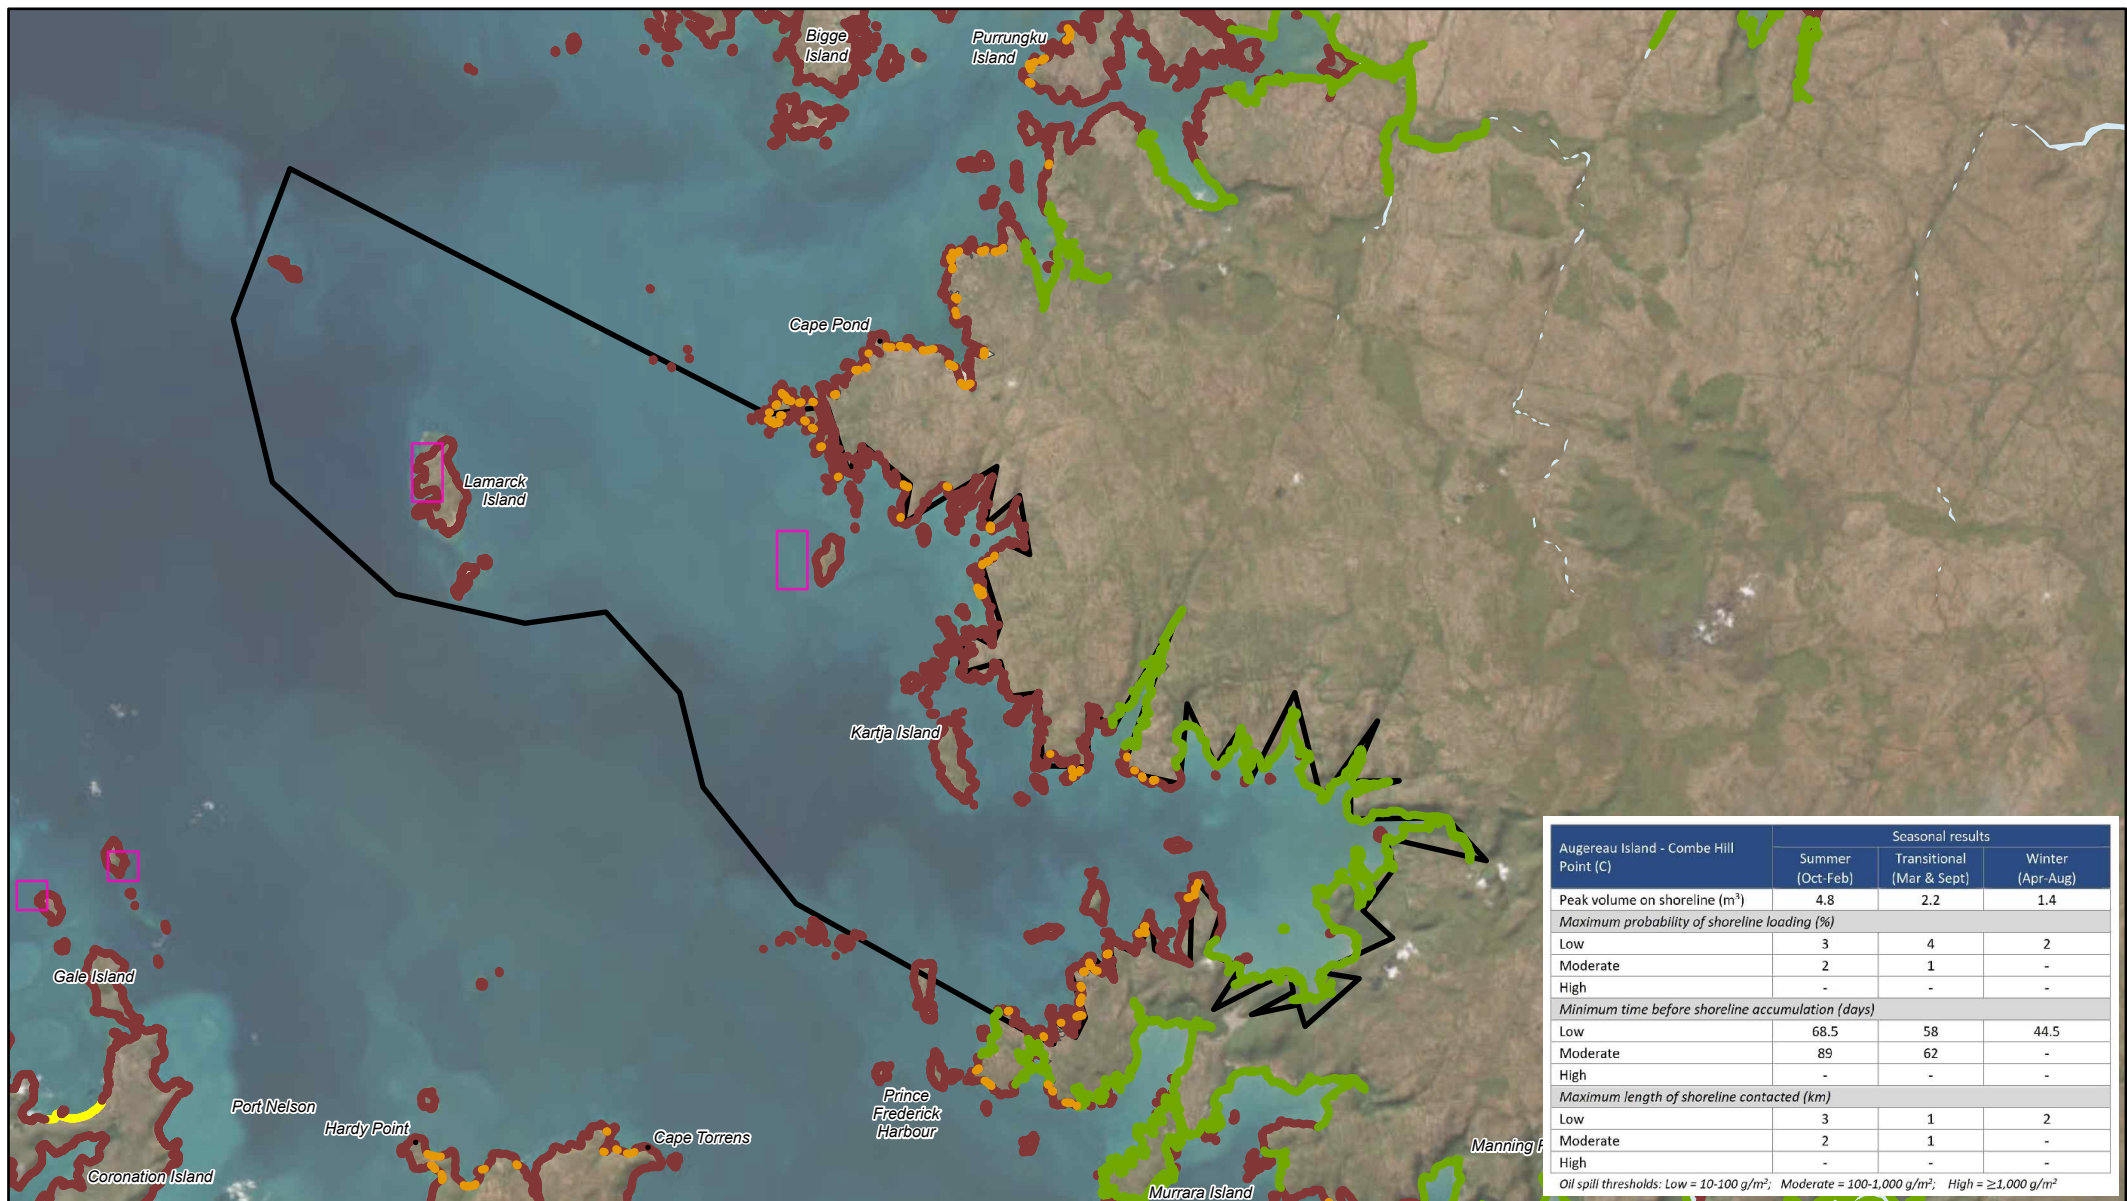 Bigge
Island
Purrungku
Island
Cape Pond
Lamarck
Island
Kartja Island
Gale Island
Port Nelson
Hardy Point
Cape Torrens
Coronation Island
Prince
Frederick
Harbour
Murrara Island
Manning
Augereau Island - Combe Hill
Point (C)
Seasonal results
Summer
(Oct-Feb)
Transitional
(Mar & Sept)
Winter
(Apr-Aug)
Peak volume on shoreline (m³) 4.8 2.2 1.4
Maximum probability of shoreline loading (%)
Low 3 4 2
Moderate 2 1 -
High - - -
Minimum time before shoreline accumulation (days)
Low 68.5 58 44.5
Moderate 89 62 -
High - - -
Maximum length of shoreline contacted (km)
Low 3 1 2
Moderate 2 1 -
High - - -
Oil spill thresholds: Low = 10-100 g/m²; Moderate = 100-1,000 g/m²; High = ≥1,000 g/m²